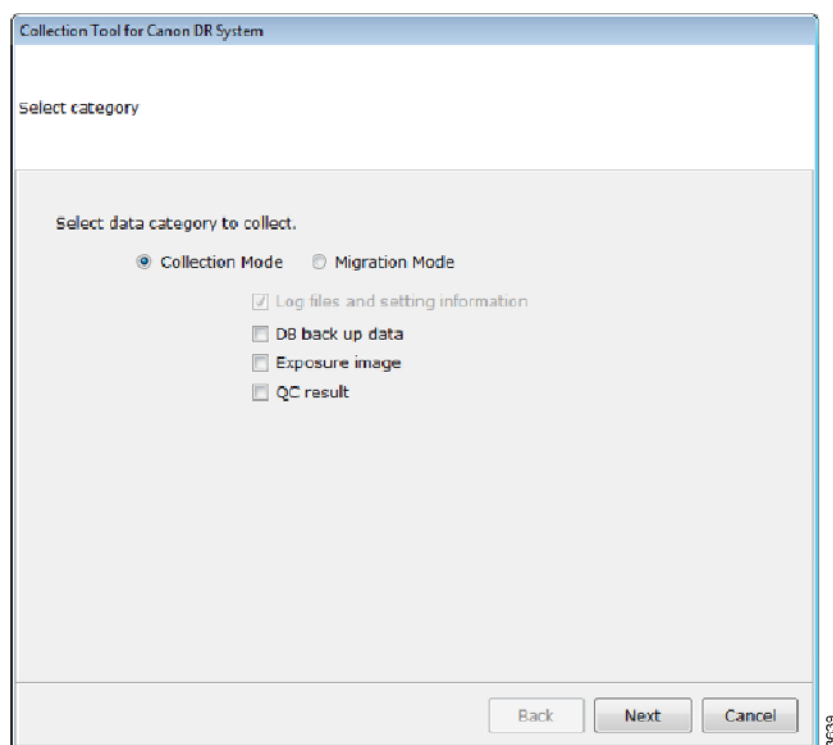 Collection Tool for Canon DR System
Select category
Select data category to collect.
Collection Mode Migration Mode
Log files and setting information
DB back up data
Exposure image
QC result
Back Next Cancel